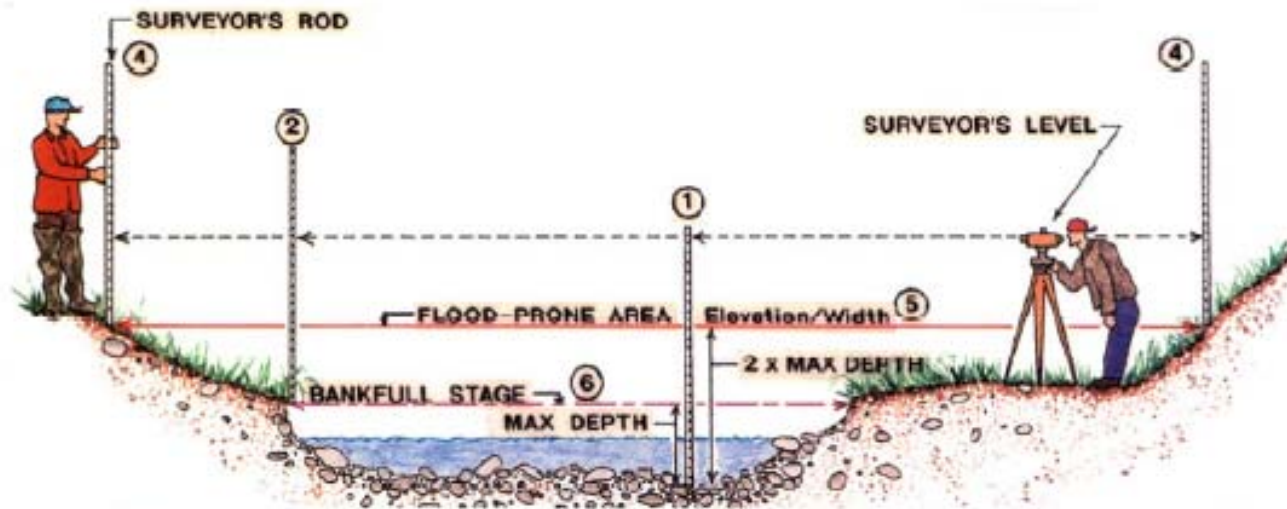 SURVEYOR'S ROD
4
4
2
SURVEYOR'S LEVEL
1
FLOOD-PRONE AREA Elevation/Width 5
2 x MAX DEPTH
BANKFULL STAGE 6
MAX DEPTH